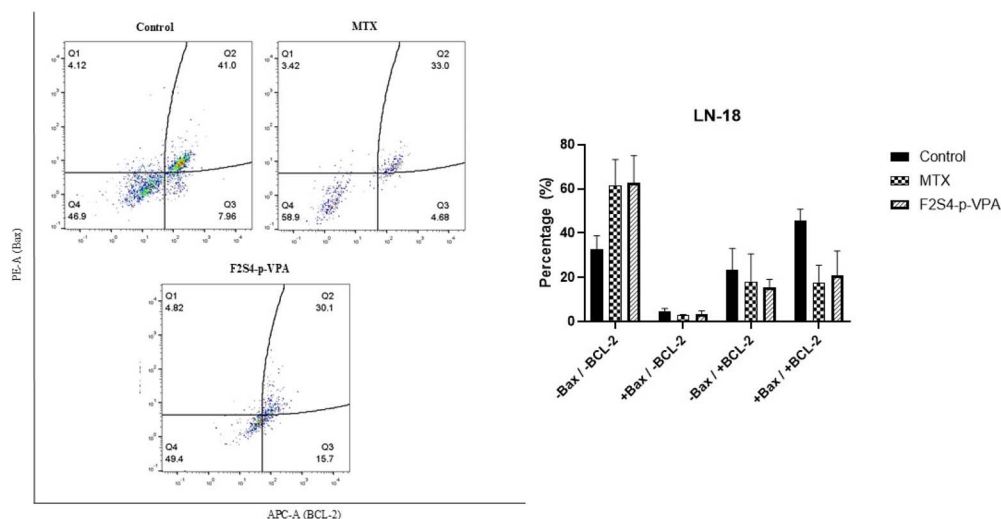 Control
MTX
Q1
4.12
Q2
41.0
Q4
46.9
Q3
7.96
Q1
3.42
Q2
33.0
Q4
58.9
Q3
4.68
F2S4-p-VPA
Q1
4.82
Q2
30.1
Q4
49.4
Q3
15.7
PE-A (Bax)
APC-A (BCL-2)
LN-18
Percentage (%)
80
60
40
20
0
-Bax / -BCL-2
+Bax / -BCL-2
-Bax / +BCL-2
+Bax / +BCL-2
Control
MTX
F2S4-p-VPA